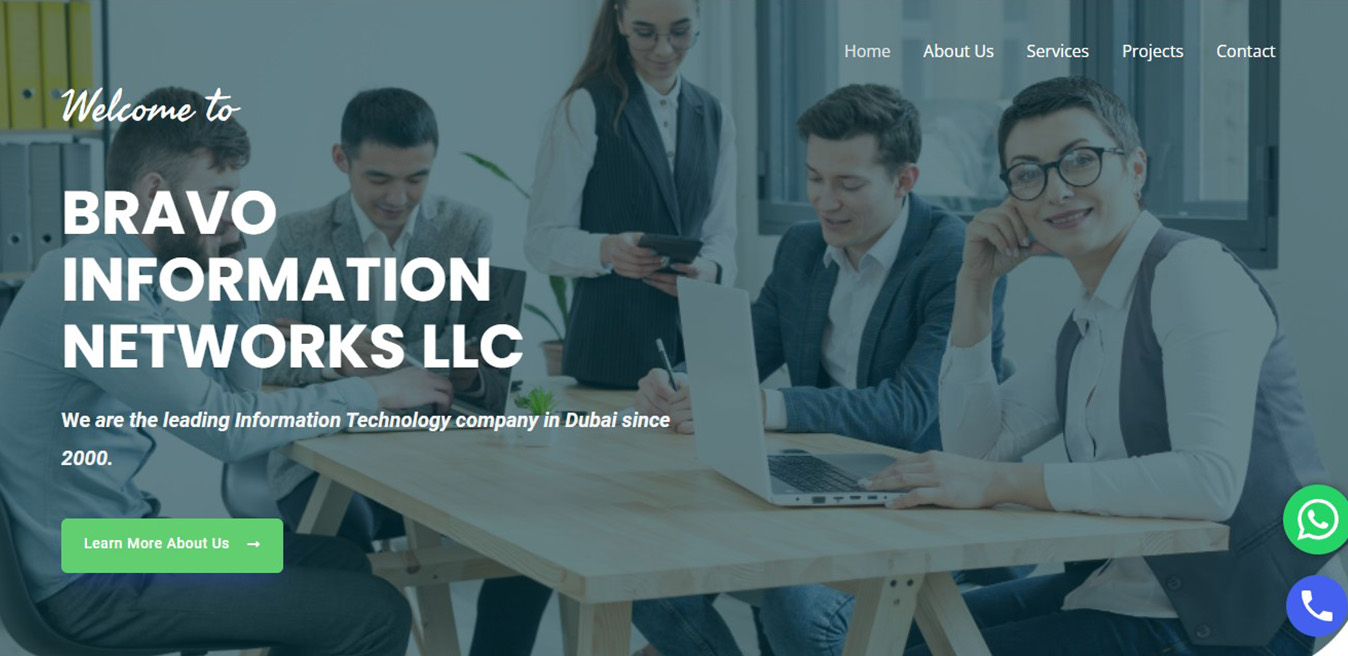 Home About Us Services Projects Contact
Welcome to
BRAVO
INFORMATION
NETWORKS LLC
We are the leading Information Technology company in Dubai since
2000.
Learn More About Us →